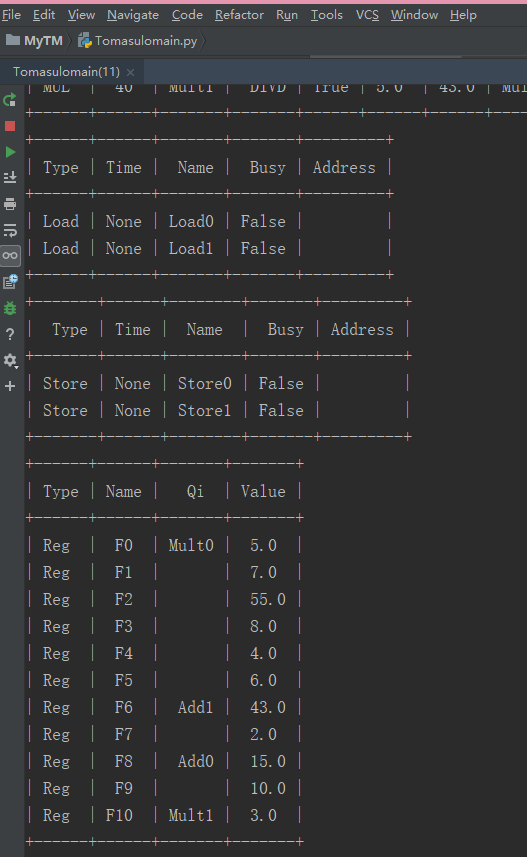 File Edit View Navigate Code Refactor Run Tools VCS Window Help
MyTM Tomasulomain.py
Tomasulomain(11) ×
| MUL | 40 | Mult1 | DIVD | True | 5.0 | 43.0 | Mul
+------+------+-------+------+------+-----+------+----
+------+------+-------+-------+---------+
| Type | Time | Name | Busy | Address |
+------+------+-------+-------+---------+
| Load | None | Load0 | False | |
| Load | None | Load1 | False | |
+------+------+-------+-------+---------+
+-------+------+--------+-------+---------+
| Type | Time | Name | Busy | Address |
+-------+------+--------+-------+---------+
| Store | None | Store0 | False | |
| Store | None | Store1 | False | |
+-------+------+--------+-------+---------+
+------+------+-------+-------+
| Type | Name | Qi | Value |
+------+------+-------+-------+
| Reg | F0 | Mult0 | 5.0 |
| Reg | F1 | | 7.0 |
| Reg | F2 | | 55.0 |
| Reg | F3 | | 8.0 |
| Reg | F4 | | 4.0 |
| Reg | F5 | | 6.0 |
| Reg | F6 | Add1 | 43.0 |
| Reg | F7 | | 2.0 |
| Reg | F8 | Add0 | 15.0 |
| Reg | F9 | | 10.0 |
| Reg | F10 | Mult1 | 3.0 |
+------+------+-------+-------+